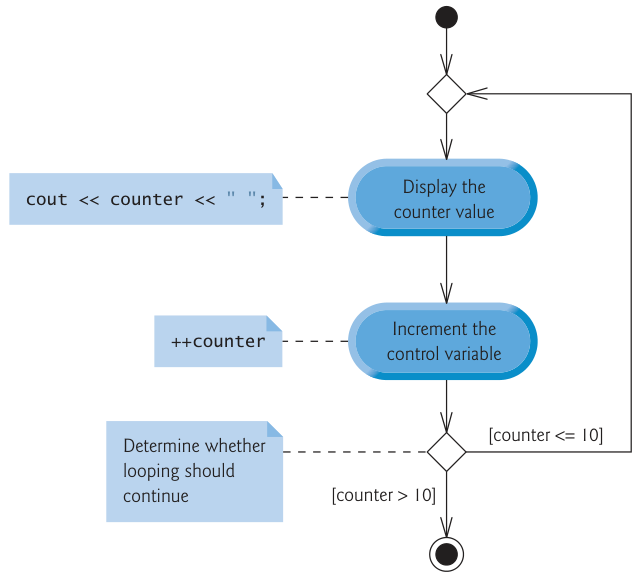 Display the
counter value
cout << counter << " ";
Increment the
control variable
++counter
Determine whether
looping should
continue
[counter <= 10]
[counter > 10]